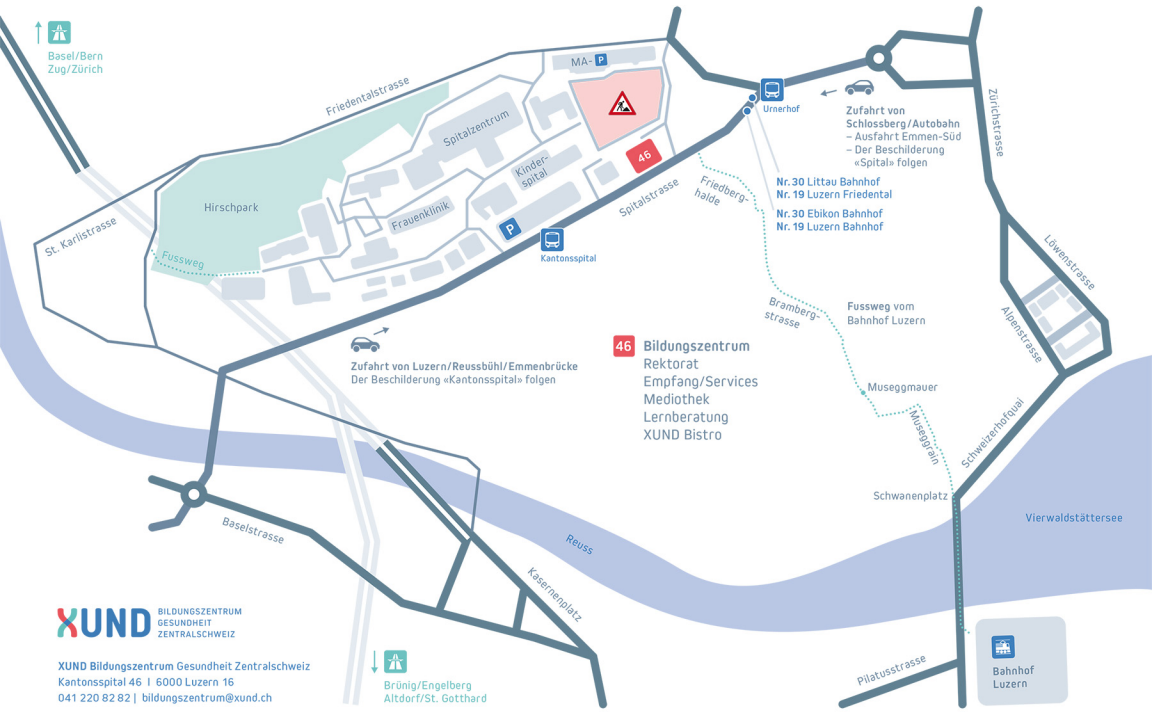 Basel/Bern
Zug/Zürich
Friedentalstrasse
MA-P
Urnerhof
Zufahrt von
Schlossberg/Autobahn
– Ausfahrt Emmen-Süd
– Der Beschilderung
«Spital» folgen
Zürichstrasse
Spitalzentrum
Kinder-
spital
46
Frauenklinik
Hirschpark
St. Karlistrasse
Fussweg
P
Kantonsspital
Spitalstrasse
Friedberg-
halde
Nr. 30 Littau Bahnhof
Nr. 19 Luzern Friedental
Nr. 30 Ebikon Bahnhof
Nr. 19 Luzern Bahnhof
Löwenstrasse
Alpenstrasse
Bramberg-
strasse
Fussweg vom
Bahnhof Luzern
Zufahrt von Luzern/Reussbühl/Emmenbrücke
Der Beschilderung «Kantonsspital» folgen
46 Bildungszentrum
Rektorat
Empfang/Services
Mediothek
Lernberatung
XUND Bistro
Museggmauer
Museggrain
Schweizerhofquai
Schwanenplatz
Vierwaldstättersee
Baselstrasse
Reuss
Kasernenplatz
Pilatusstrasse
Bahnhof
Luzern
XUND BILDUNGSZENTRUM
GESUNDHEIT
ZENTRALSCHWEIZ
XUND Bildungszentrum Gesundheit Zentralschweiz
Kantonsspital 46 I 6000 Luzern 16
041 220 82 82 | bildungszentrum@xund.ch
Brünig/Engelberg
Altdorf/St. Gotthard